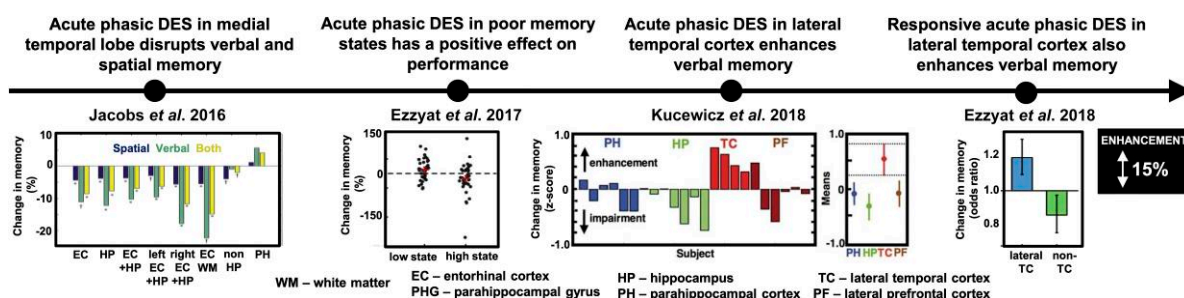 Acute phasic DES in medial
temporal lobe disrupts verbal and
spatial memory
Acute phasic DES in poor memory
states has a positive effect on
performance
Acute phasic DES in lateral
temporal cortex enhances
verbal memory
Responsive acute phasic DES in
lateral temporal cortex also
enhances verbal memory
Jacobs et al. 2016
Change in memory
(%)
Spatial Verbal Both
0
-10
-20
EC
HP
EC
+HP
left
EC
+HP
right
EC
+HP
EC
WM
non
HP
PH
Ezzyat et al. 2017
Change in memory
(%)
150
0
-150
low state
high state
Kucewicz et al. 2018
Change in memory
(z-score)
1.0
0
-1.0
PH
HP
TC
PF
enhancement
impairment
Subject
Means
1.0
0
-1.0
PH HP TC PF
Ezzyat et al. 2018
Change in memory
(odds ratio)
1.2
1.0
0.8
lateral
TC
non-
TC
ENHANCEMENT
15%
WM – white matter
EC – entorhinal cortex
PHG – parahippocampal gyrus
HP – hippocampus
PH – parahippocampal cortex
TC – lateral temporal cortex
PF – lateral prefrontal cortex